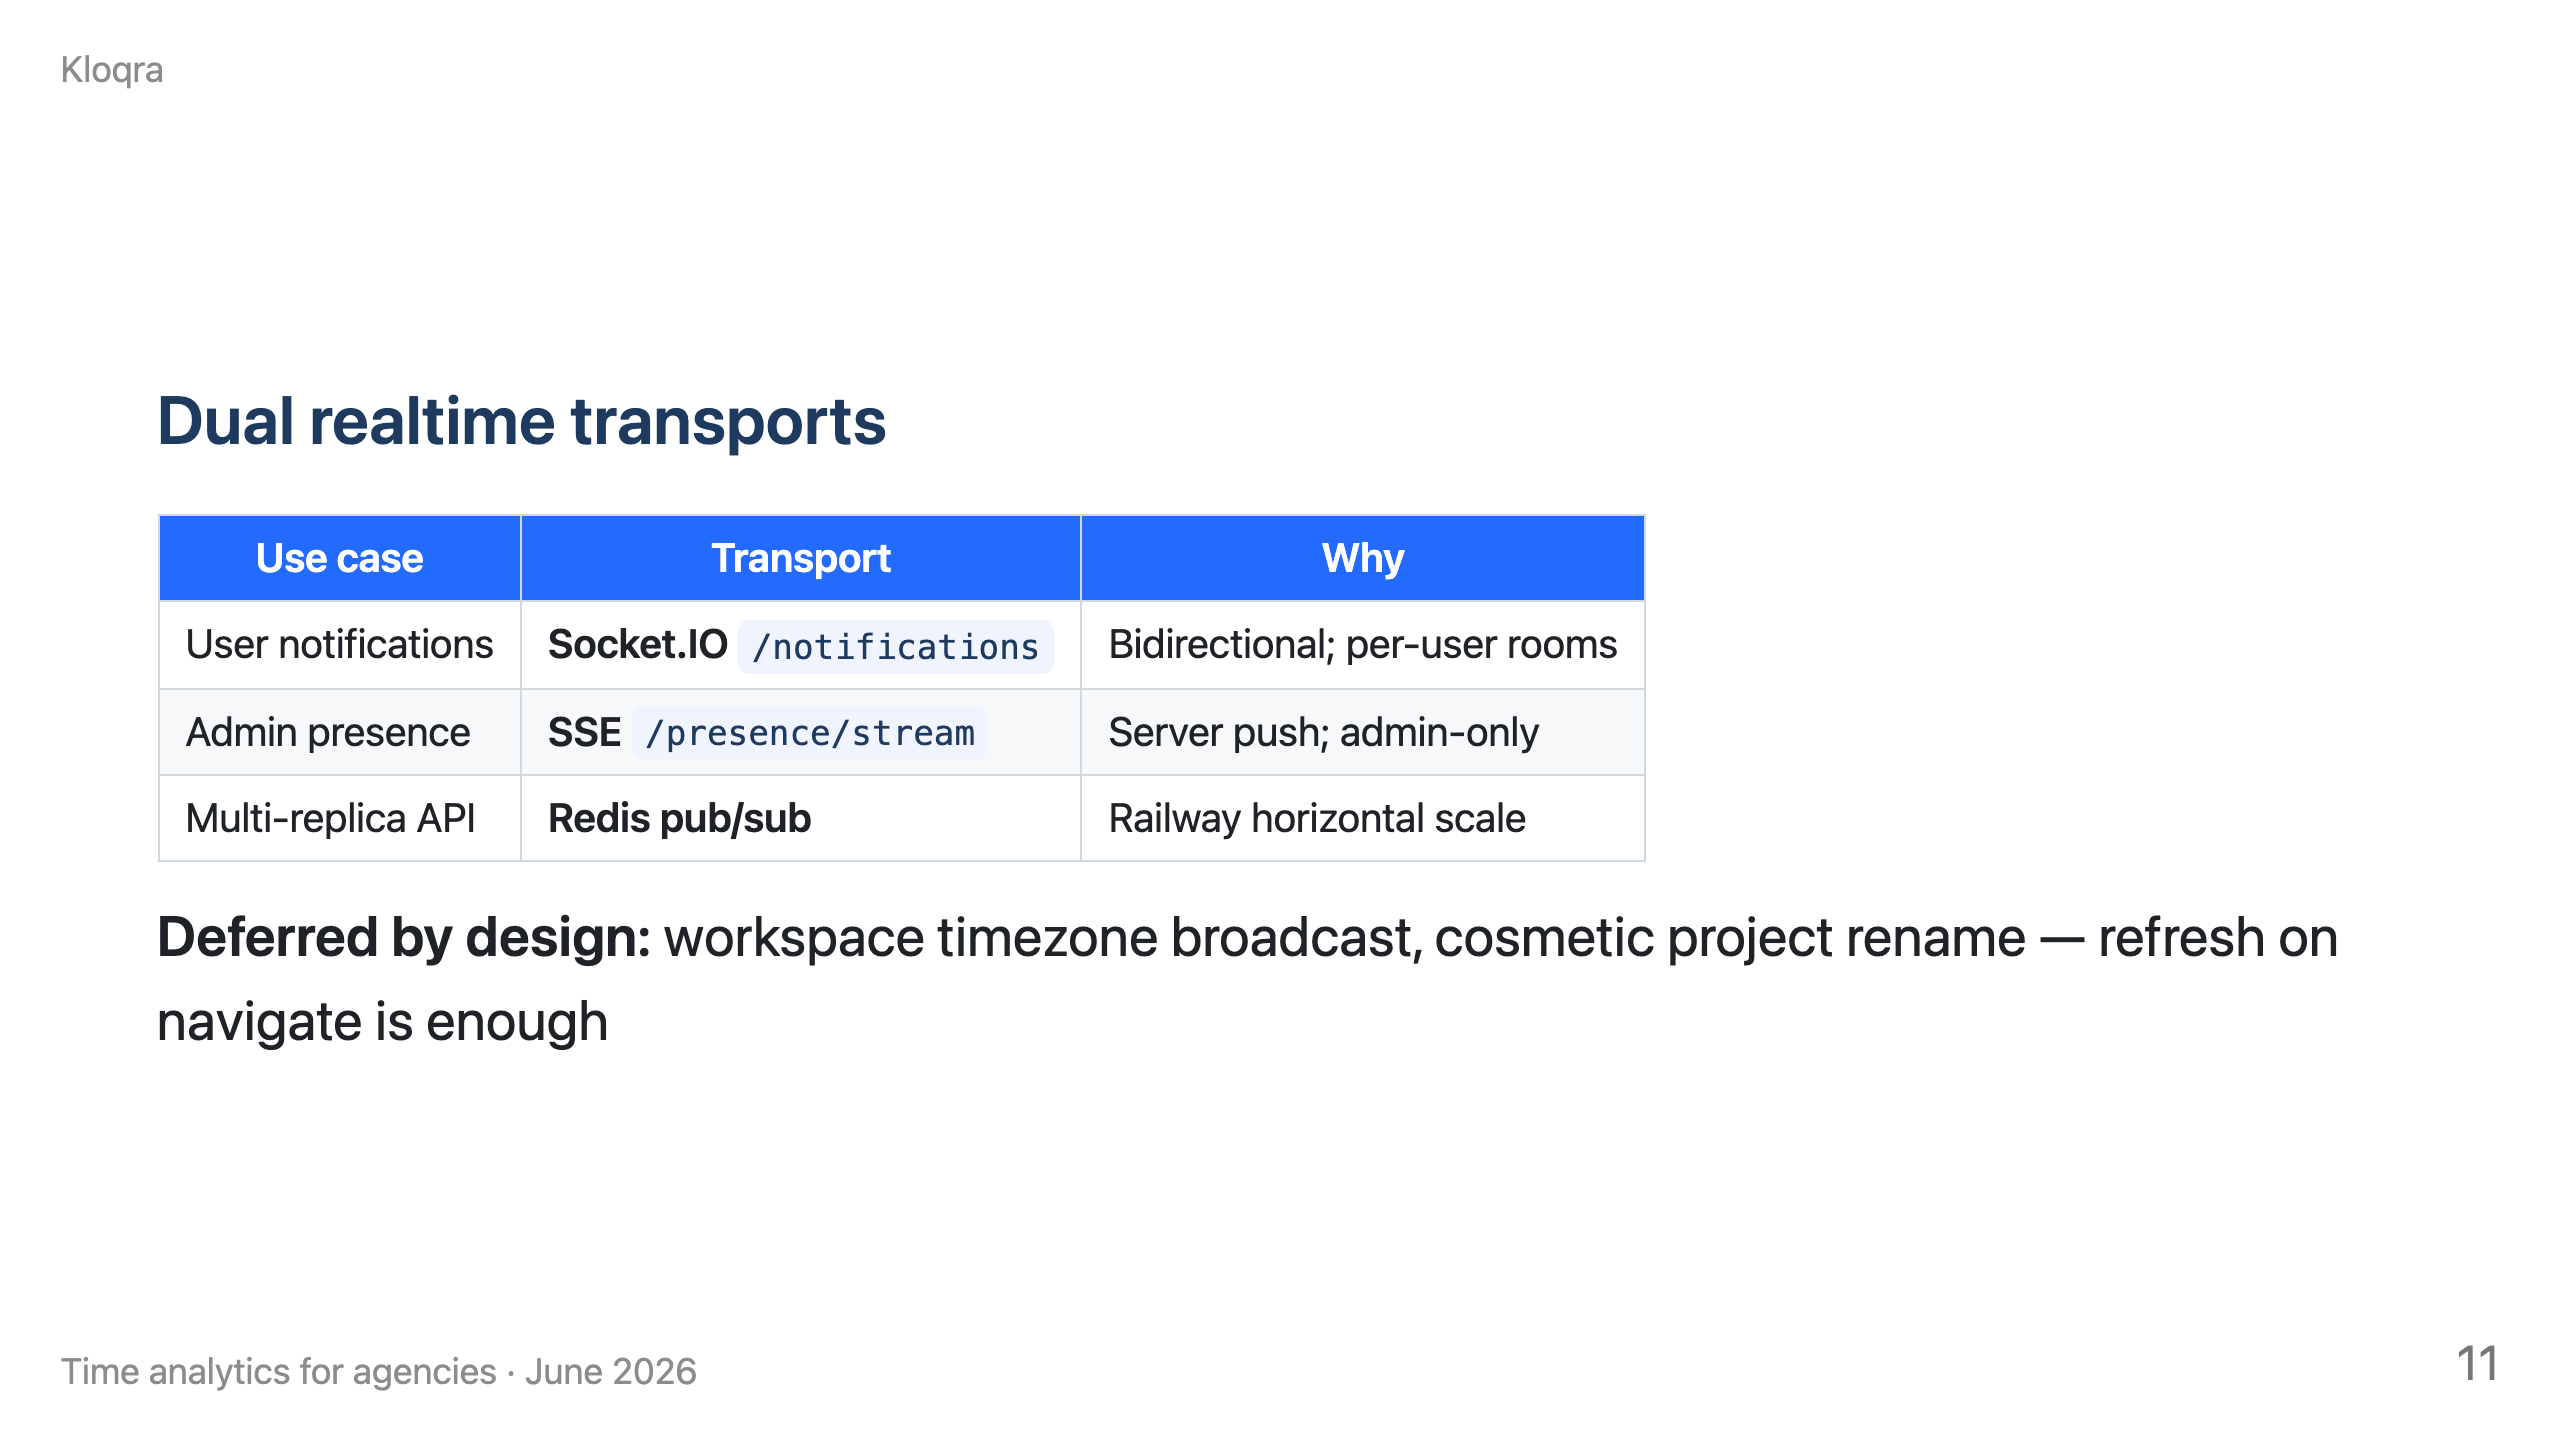 Kloqra
Dual realtime transports
Use case Transport Why
User notifications Socket.IO /notifications Bidirectional; per-user rooms
Admin presence SSE /presence/stream Server push; admin-only
Multi-replica API Redis pub/sub Railway horizontal scale
Deferred by design: workspace timezone broadcast, cosmetic project rename — refresh on
navigate is enough
Time analytics for agencies · June 2026
11